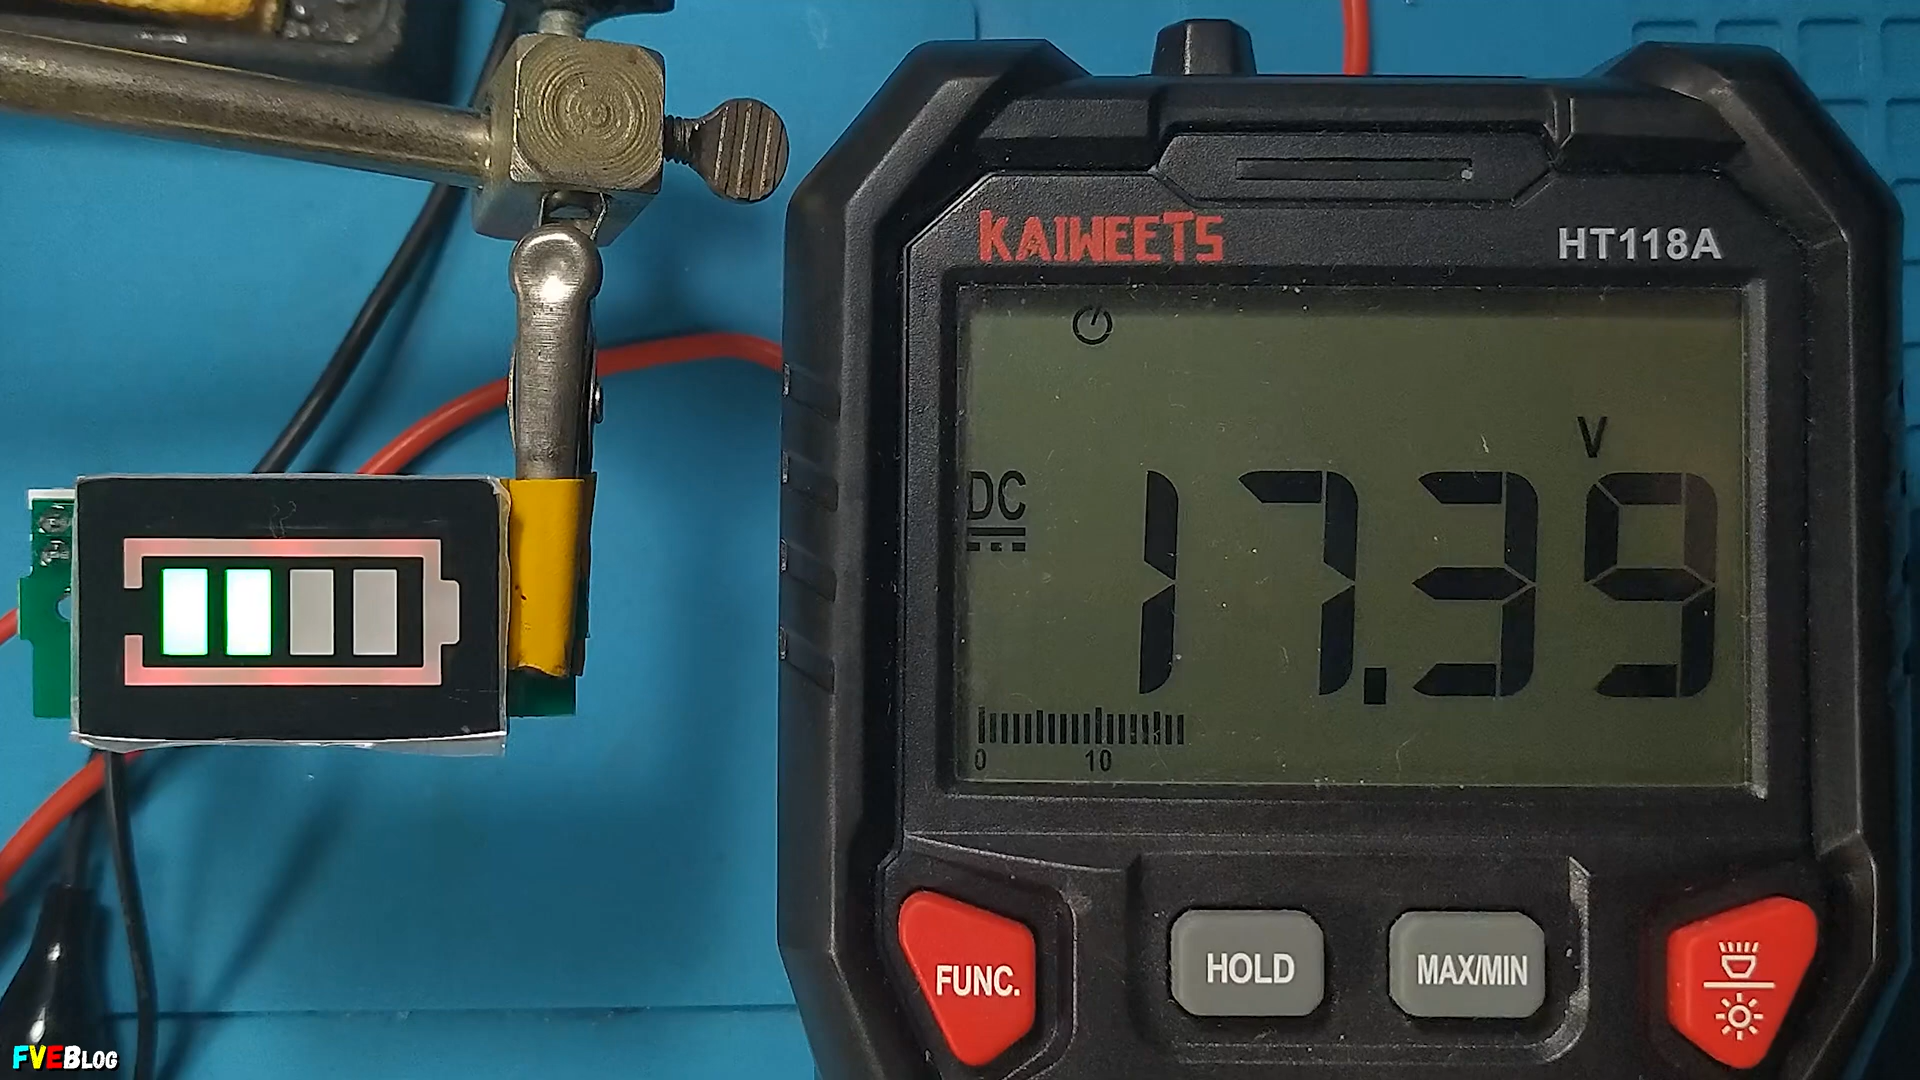 KAIWEETS
HT118A
V
DC
17.39
0 10
FUNC.
HOLD
MAX/MIN
FVEBLOG